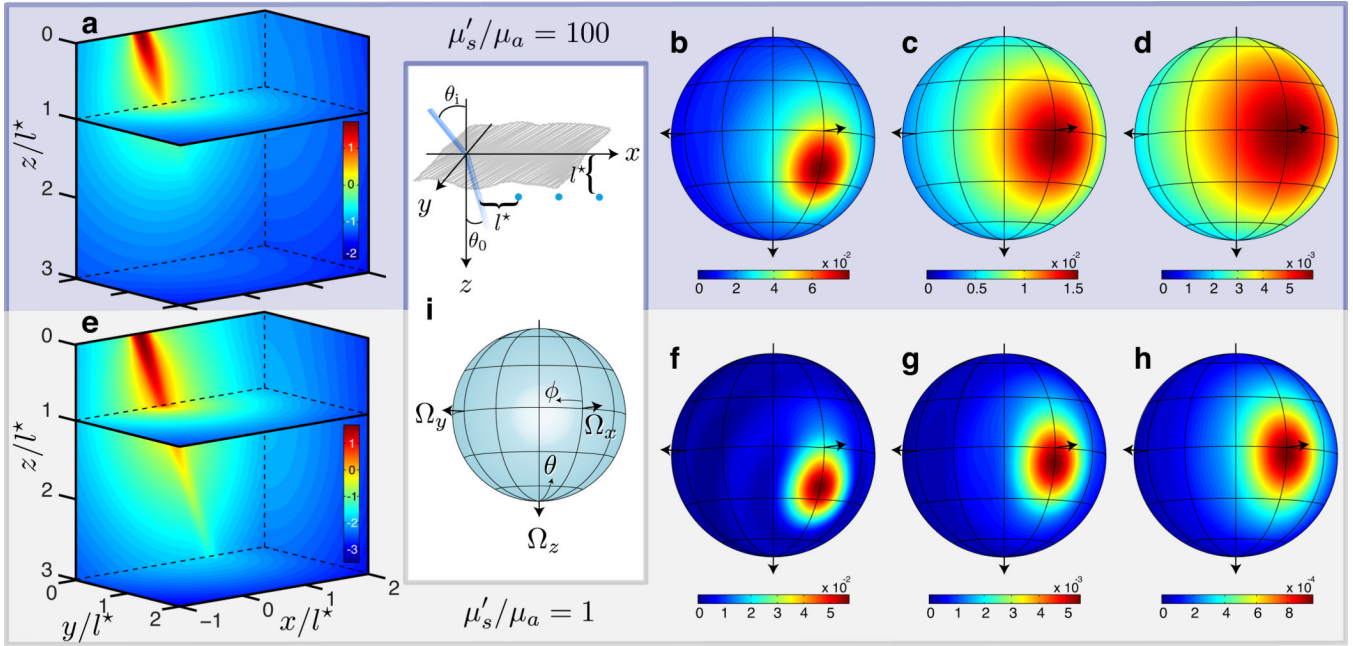 a
μ′s/μa = 100
b
c
d
0
1
2
3
z/l⋆
1
0
-1
-2
θi
x
l⋆
y
l⋆
θ0
z
x 10⁻²
0 2 4 6
x 10⁻²
0 0.5 1 1.5
x 10⁻³
0 1 2 3 4 5
e
i
f
g
h
0
1
2
3
z/l⋆
1
0
-1
-2
-3
y/l⋆
2
1
0
−1
0
1
2
x/l⋆
ϕ
Ωy
Ωx
θ
Ωz
μ′s/μa = 1
x 10⁻²
0 1 2 3 4 5
x 10⁻³
0 1 2 3 4 5
x 10⁻⁴
0 2 4 6 8